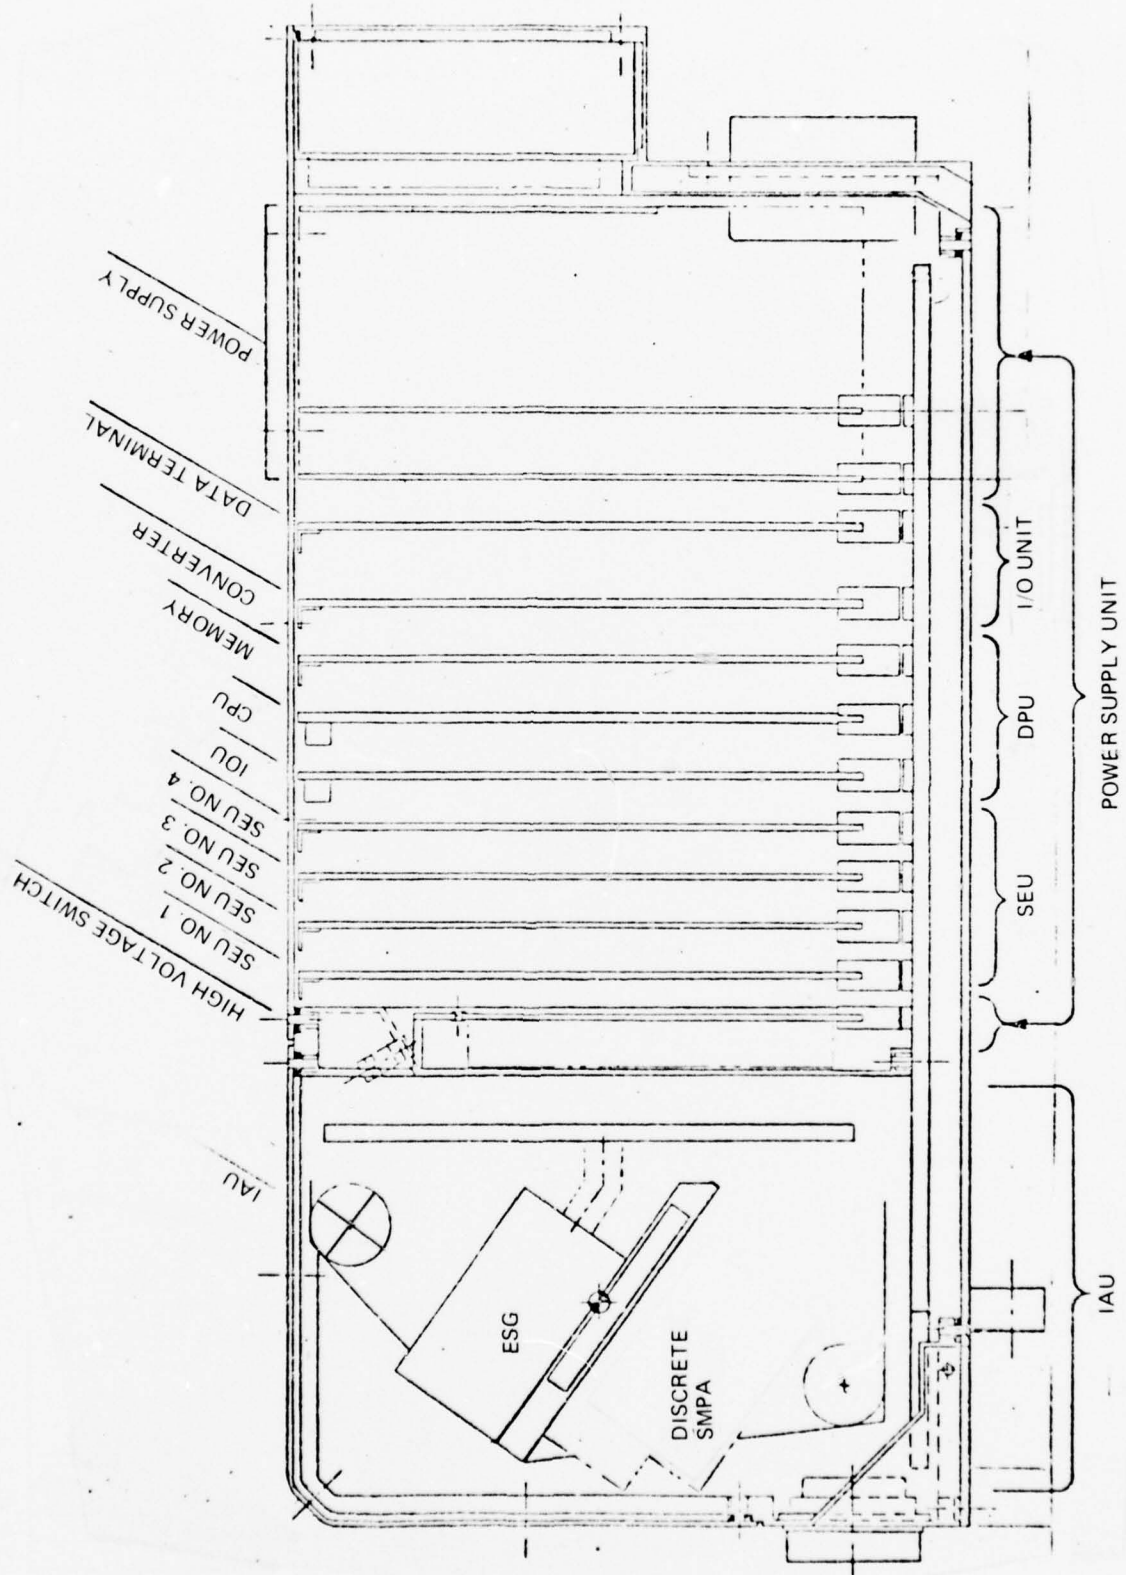 POWER SUPPLY
DATA TERMINAL
CONVERTER
MEMORY
CPU
IOU
SEU NO. 4
SEU NO. 3
SEU NO. 2
SEU NO. 1
HIGH VOLTAGE SWITCH
IAU
ESG
DISCRETE
SMPA
I/O UNIT
DPU
SEU
POWER SUPPLY UNIT
IAU